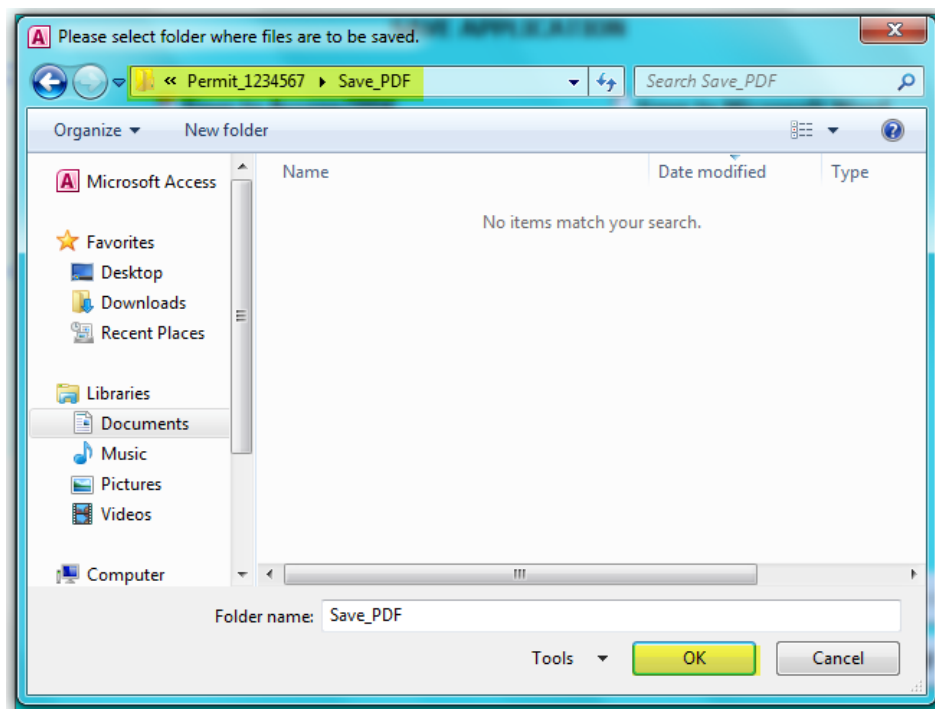 Please select folder where files are to be saved.
« Permit_1234567 ▸ Save_PDF
Search Save_PDF
Organize
New folder
Name
Date modified
Type
No items match your search.
Microsoft Access
Favorites
Desktop
Downloads
Recent Places
Libraries
Documents
Music
Pictures
Videos
Computer
Folder name: Save_PDF
Tools
OK
Cancel